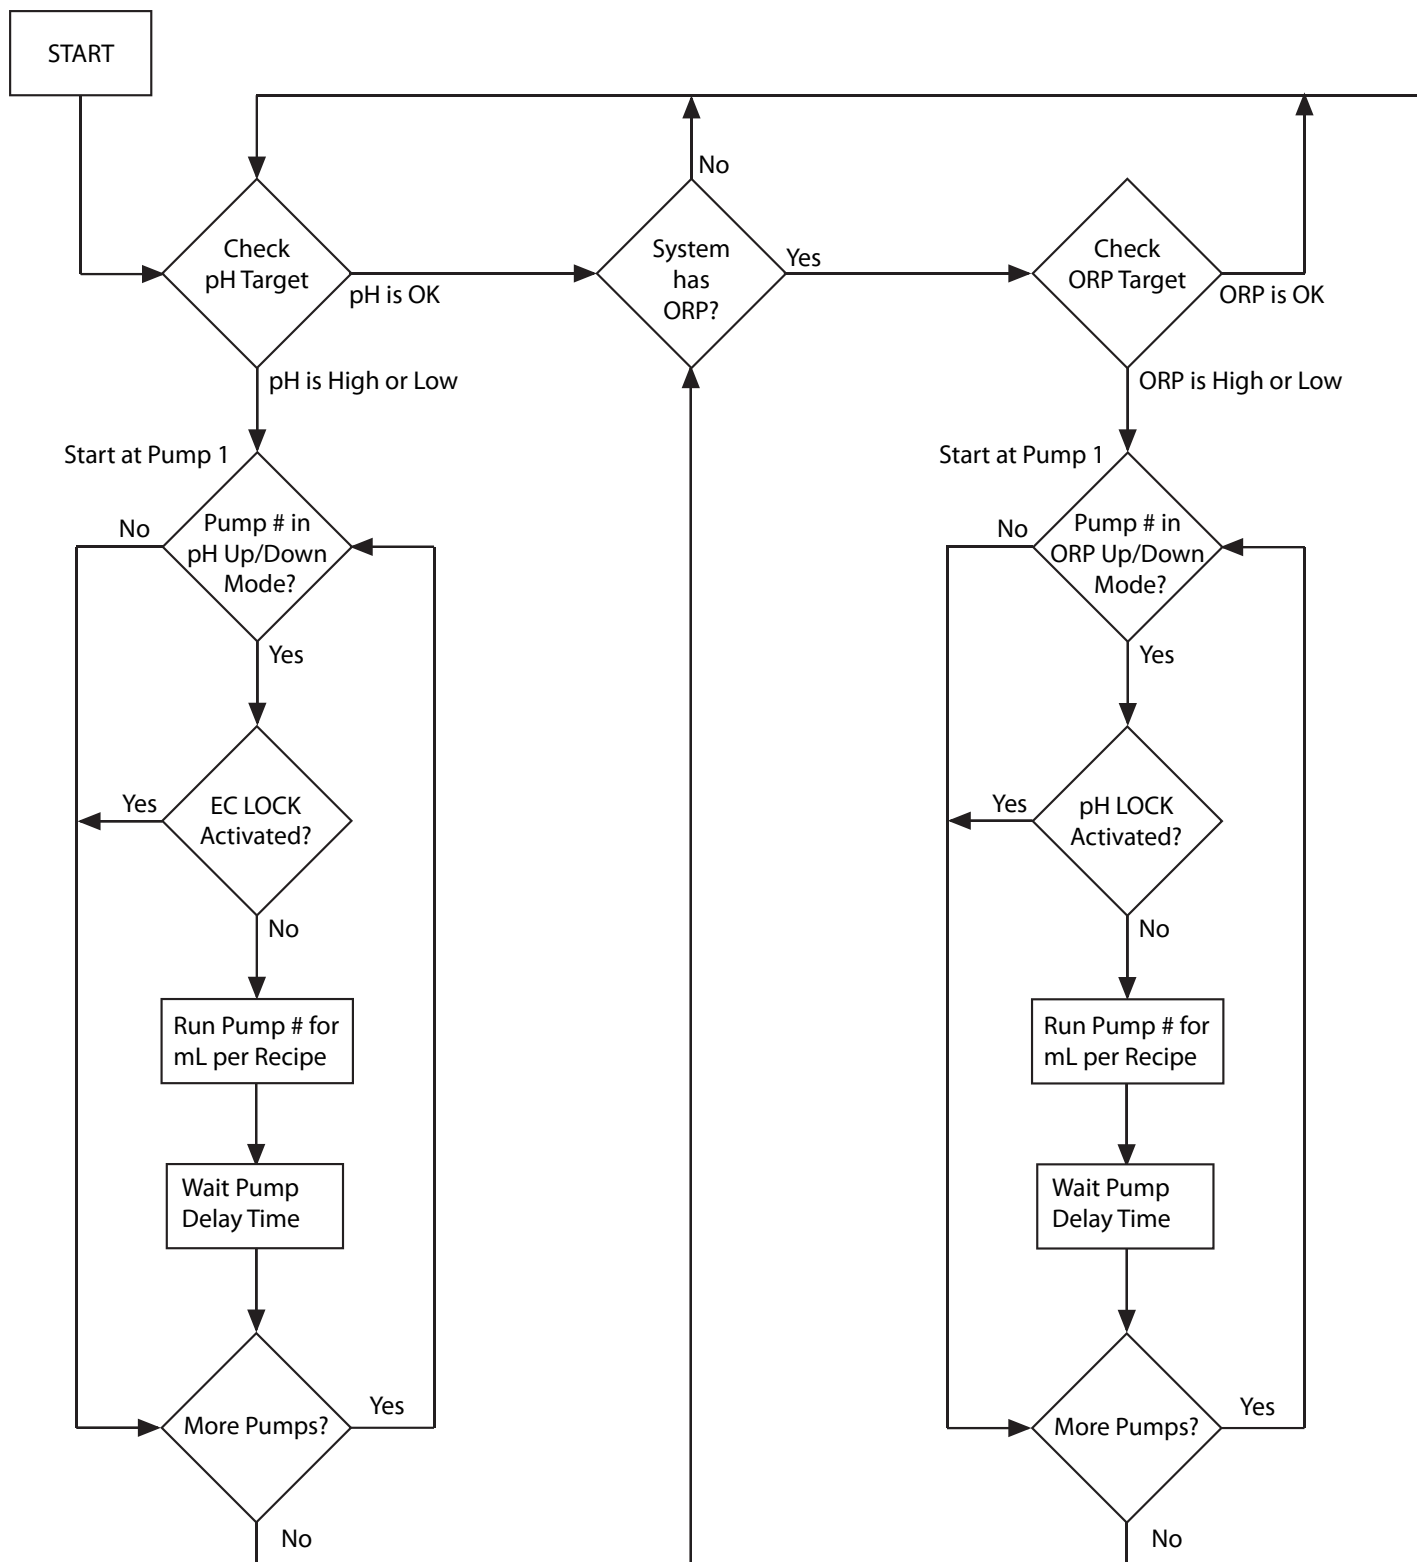 START
No
Check
pH Target
pH is OK
System
has
ORP?
Yes
Check
ORP Target
ORP is OK
pH is High or Low
ORP is High or Low
Start at Pump 1
Start at Pump 1
No
Pump # in
pH Up/Down
Mode?
No
Pump # in
ORP Up/Down
Mode?
Yes
Yes
Yes
EC LOCK
Activated?
Yes
pH LOCK
Activated?
No
No
Run Pump # for
mL per Recipe
Run Pump # for
mL per Recipe
Wait Pump
Delay Time
Wait Pump
Delay Time
More Pumps?
Yes
More Pumps?
Yes
No
No